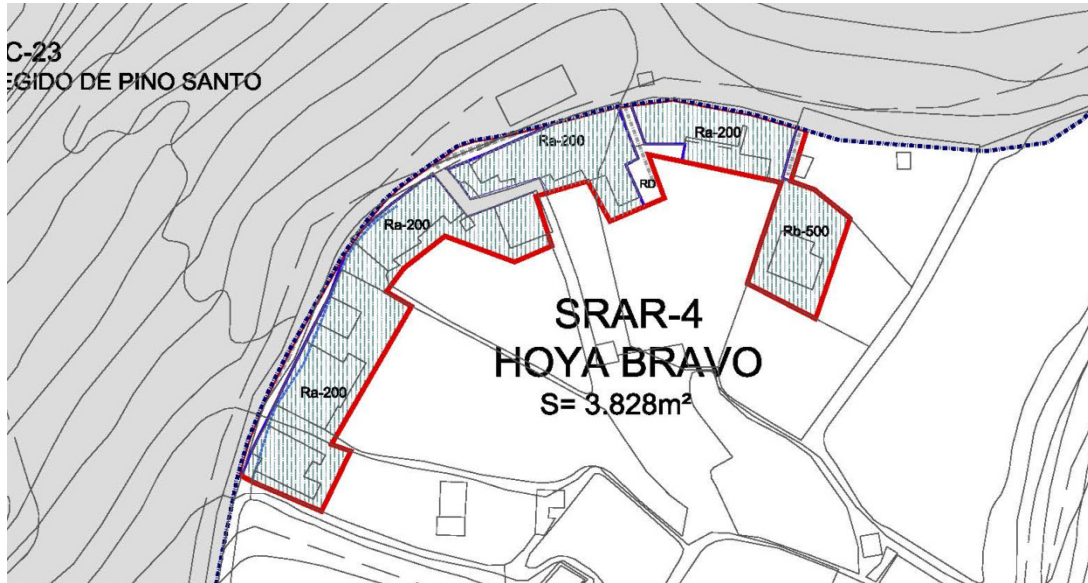 C-23
EGIDO DE PINO SANTO
Ra-200
Ra-200
Ra-200
RD
Rb-500
Ra-200
SRAR-4
HOYA BRAVO
S= 3.828m²